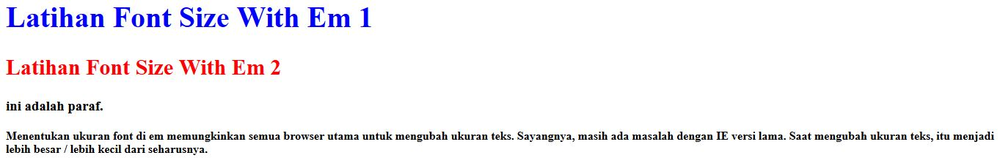 Latihan Font Size With Em 1
Latihan Font Size With Em 2
ini adalah paraf.
Menentukan ukuran font di em memungkinkan semua browser utama untuk mengubah ukuran teks. Sayangnya, masih ada masalah dengan IE versi lama. Saat mengubah ukuran teks, itu menjadi
lebih besar / lebih kecil dari seharusnya.